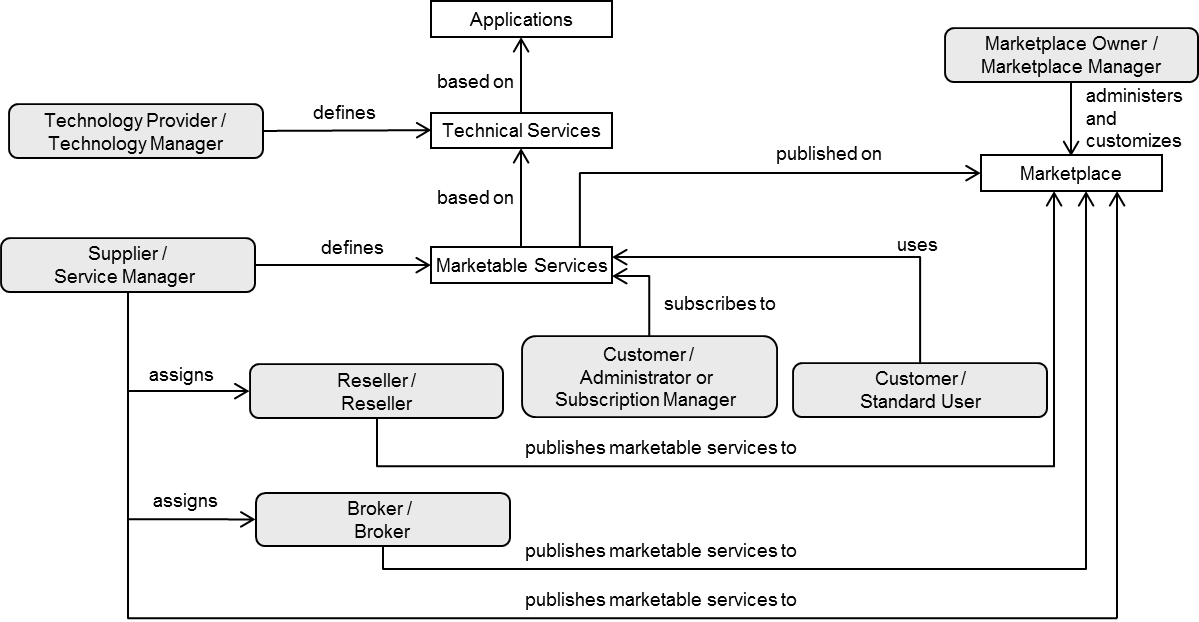 Applications
Marketplace Owner /
Marketplace Manager
based on
administers
and
customizes
Technology Provider /
Technology Manager
defines
Technical Services
published on
Marketplace
based on
Supplier /
Service Manager
defines
Marketable Services
uses
subscribes to
assigns
Reseller /
Reseller
Customer /
Administrator or
Subscription Manager
Customer /
Standard User
publishes marketable services to
assigns
Broker /
Broker
publishes marketable services to
publishes marketable services to